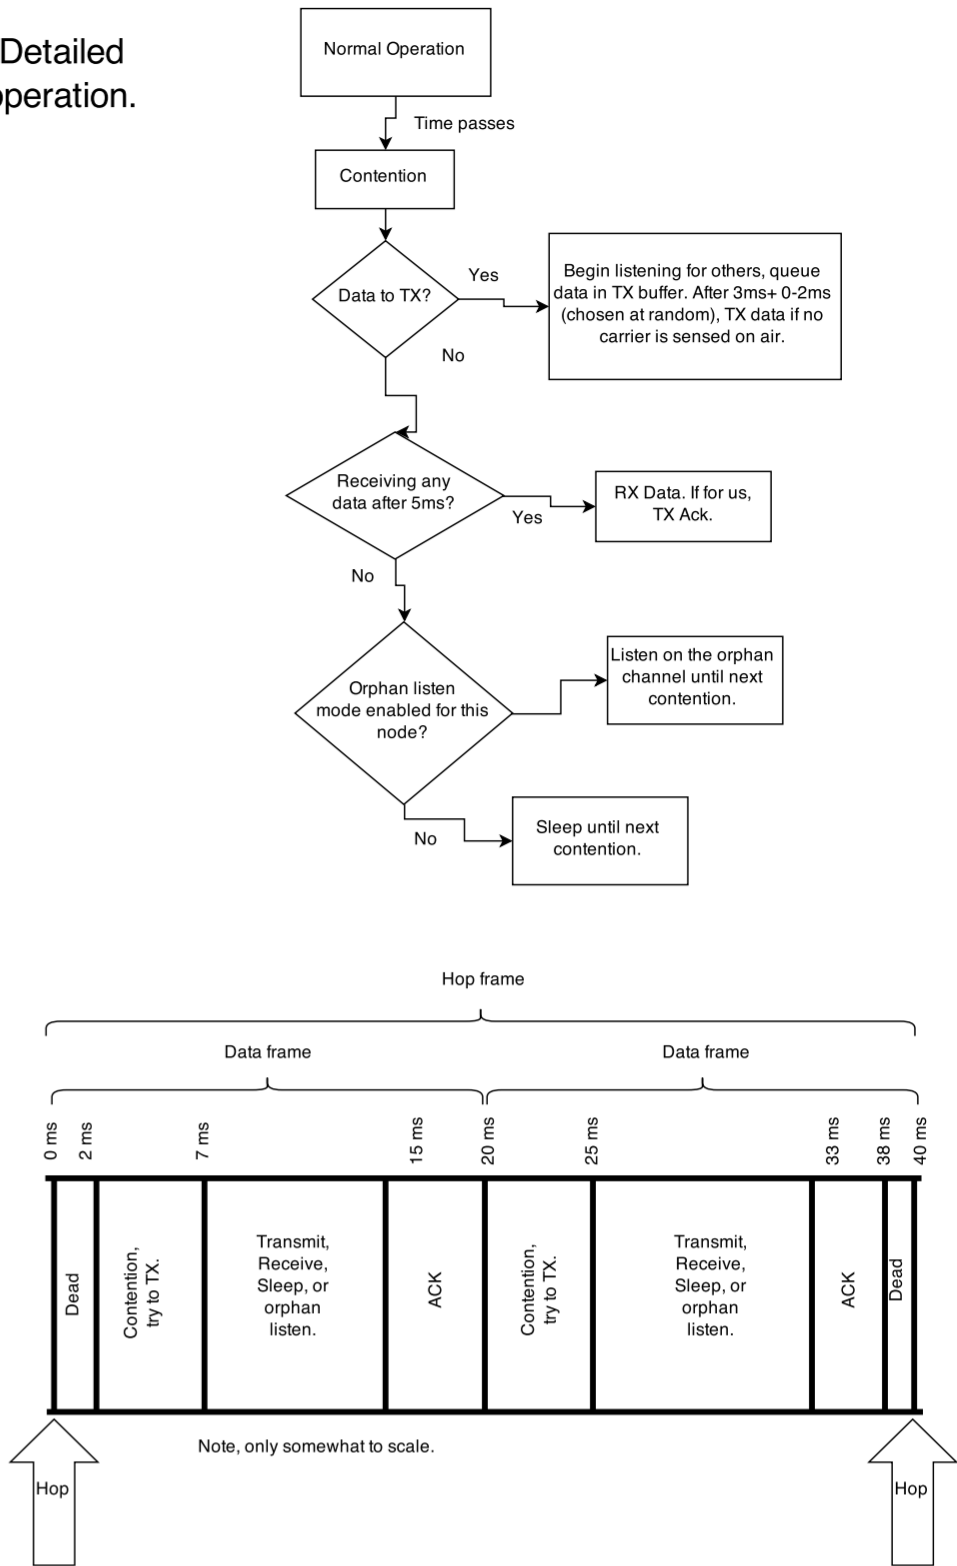 Detailed
operation.
Normal Operation
Time passes
Contention
Data to TX?
Yes
Begin listening for others, queue
data in TX buffer. After 3ms+ 0-2ms
(chosen at random), TX data if no
carrier is sensed on air.
No
Receiving any
data after 5ms?
Yes
RX Data. If for us,
TX Ack.
No
Orphan listen
mode enabled for this
node?
Listen on the orphan
channel until next
contention.
No
Sleep until next
contention.
Hop frame
Data frame
Data frame
0 ms
2 ms
7 ms
15 ms
20 ms
25 ms
33 ms
38 ms
40 ms
Dead
Contention,
try to TX.
Transmit,
Receive,
Sleep, or
orphan
listen.
ACK
Contention,
try to TX.
Transmit,
Receive,
Sleep, or
orphan
listen.
ACK
Dead
Note, only somewhat to scale.
Hop
Hop